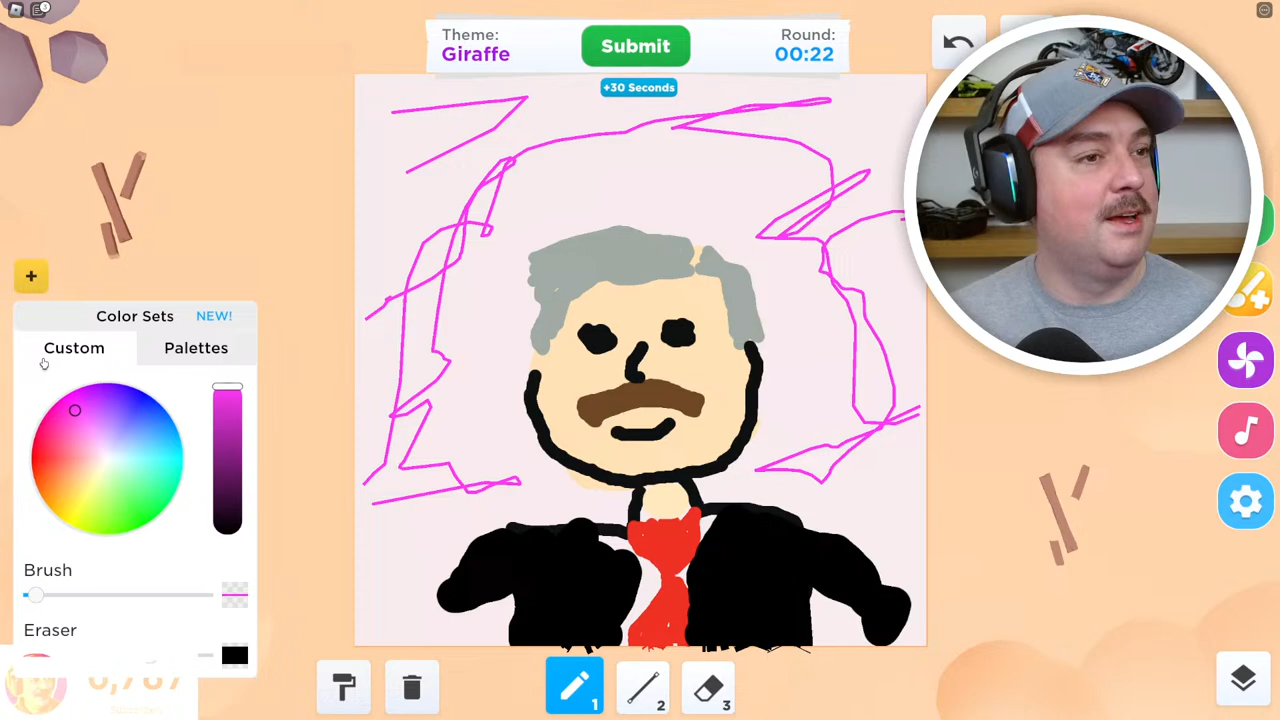 Theme:
Giraffe
Submit
Round:
00:22
+30 Seconds
Color Sets NEW!
Custom
Palettes
Brush
Eraser
1
2
3